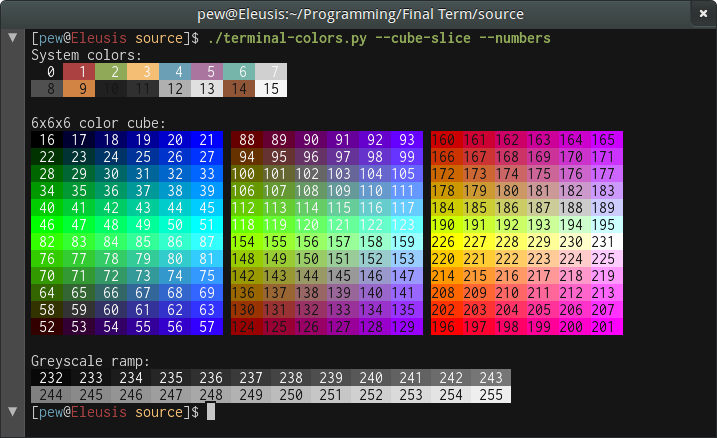 pew@Eleusis:~/Programming/Final Term/source
[pew@Eleusis source]$ ./terminal-colors.py --cube-slice --numbers
System colors:
0 1 2 3 4 5 6 7
8 9 10 11 12 13 14 15
6x6x6 color cube:
16 17 18 19 20 21 88 89 90 91 92 93 160 161 162 163 164 165
22 23 24 25 26 27 94 95 96 97 98 99 166 167 168 169 170 171
28 29 30 31 32 33 100 101 102 103 104 105 172 173 174 175 176 177
34 35 36 37 38 39 106 107 108 109 110 111 178 179 180 181 182 183
40 41 42 43 44 45 112 113 114 115 116 117 184 185 186 187 188 189
46 47 48 49 50 51 118 119 120 121 122 123 190 191 192 193 194 195
82 83 84 85 86 87 154 155 156 157 158 159 226 227 228 229 230 231
76 77 78 79 80 81 148 149 150 151 152 153 220 221 222 223 224 225
70 71 72 73 74 75 142 143 144 145 146 147 214 215 216 217 218 219
64 65 66 67 68 69 136 137 138 139 140 141 208 209 210 211 212 213
58 59 60 61 62 63 130 131 132 133 134 135 202 203 204 205 206 207
52 53 54 55 56 57 124 125 126 127 128 129 196 197 198 199 200 201
Greyscale ramp:
232 233 234 235 236 237 238 239 240 241 242 243
244 245 246 247 248 249 250 251 252 253 254 255
[pew@Eleusis source]$